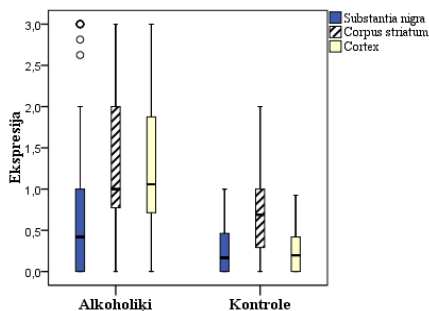 Substantia nigra
Corpus striatum
Cortex
Ekspresija
3,0
2,5
2,0
1,5
1,0
0,5
0,0
Alkoholiķi
Kontrole